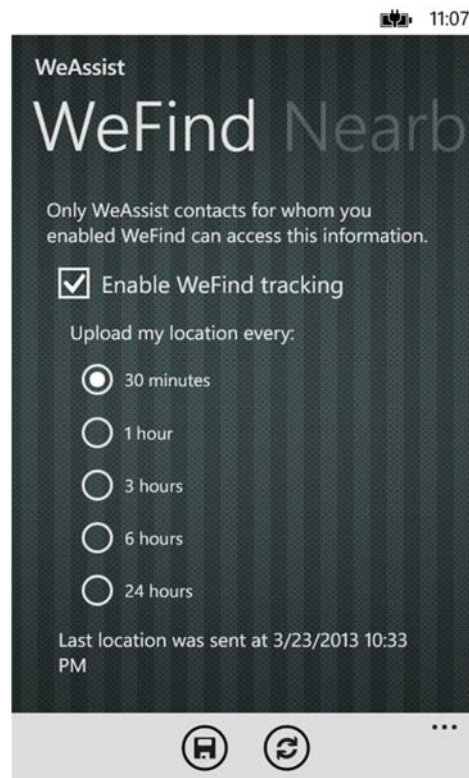 11:07
WeAssist
WeFind Nearb
Only WeAssist contacts for whom you
enabled WeFind can access this information.
Enable WeFind tracking
Upload my location every:
30 minutes
1 hour
3 hours
6 hours
24 hours
Last location was sent at 3/23/2013 10:33
PM